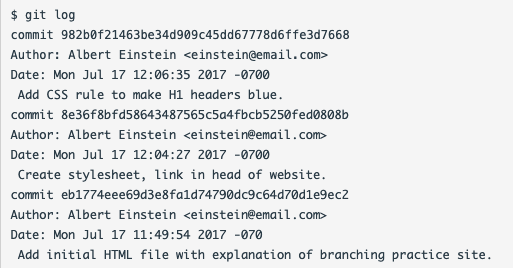 $ git log
commit 982b0f21463be34d909c45dd67778d6ffe3d7668
Author: Albert Einstein <einstein@email.com>
Date: Mon Jul 17 12:06:35 2017 -0700
Add CSS rule to make H1 headers blue.
commit 8e36f8bfd58643487565c5a4fbcb5250fed0808b
Author: Albert Einstein <einstein@email.com>
Date: Mon Jul 17 12:04:27 2017 -0700
Create stylesheet, link in head of website.
commit eb1774eee69d3e8fa1d74790dc9c64d70d1e9ec2
Author: Albert Einstein <einstein@email.com>
Date: Mon Jul 17 11:49:54 2017 -070
Add initial HTML file with explanation of branching practice site.